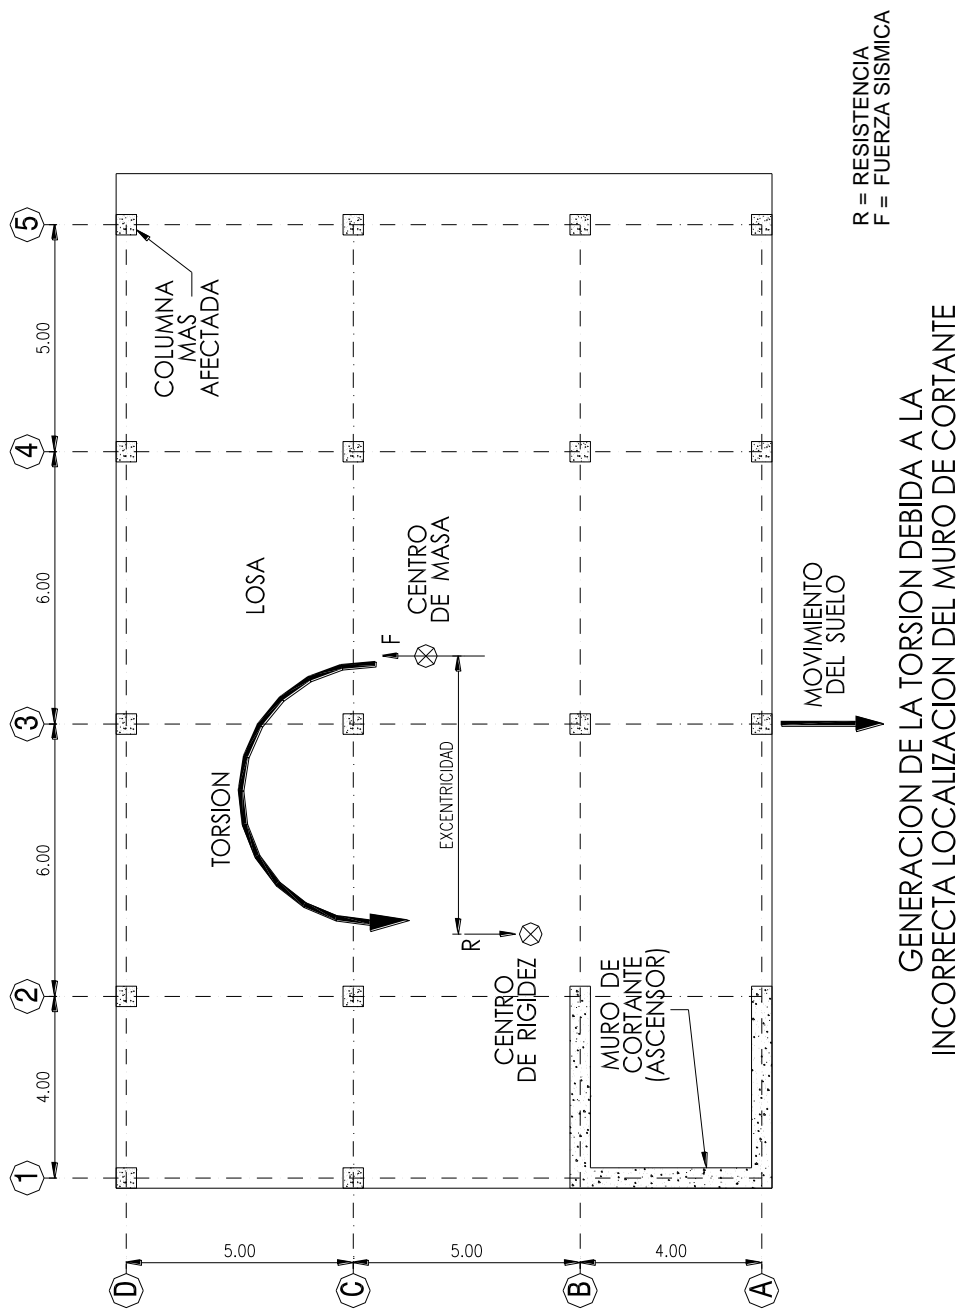 1
2
3
4
5
4.00
6.00
6.00
5.00
D
C
B
A
5.00
5.00
4.00
COLUMNA
MAS
AFECTADA
LOSA
TORSION
F
CENTRO
DE MASA
EXCENTRICIDAD
R
CENTRO
DE RIGIDEZ
MURO DE
CORTANTE
(ASCENSOR)
MOVIMIENTO
DEL SUELO
R = RESISTENCIA
F = FUERZA SISMICA
GENERACION DE LA TORSION DEBIDA A LA
INCORRECTA LOCALIZACION DEL MURO DE CORTANTE